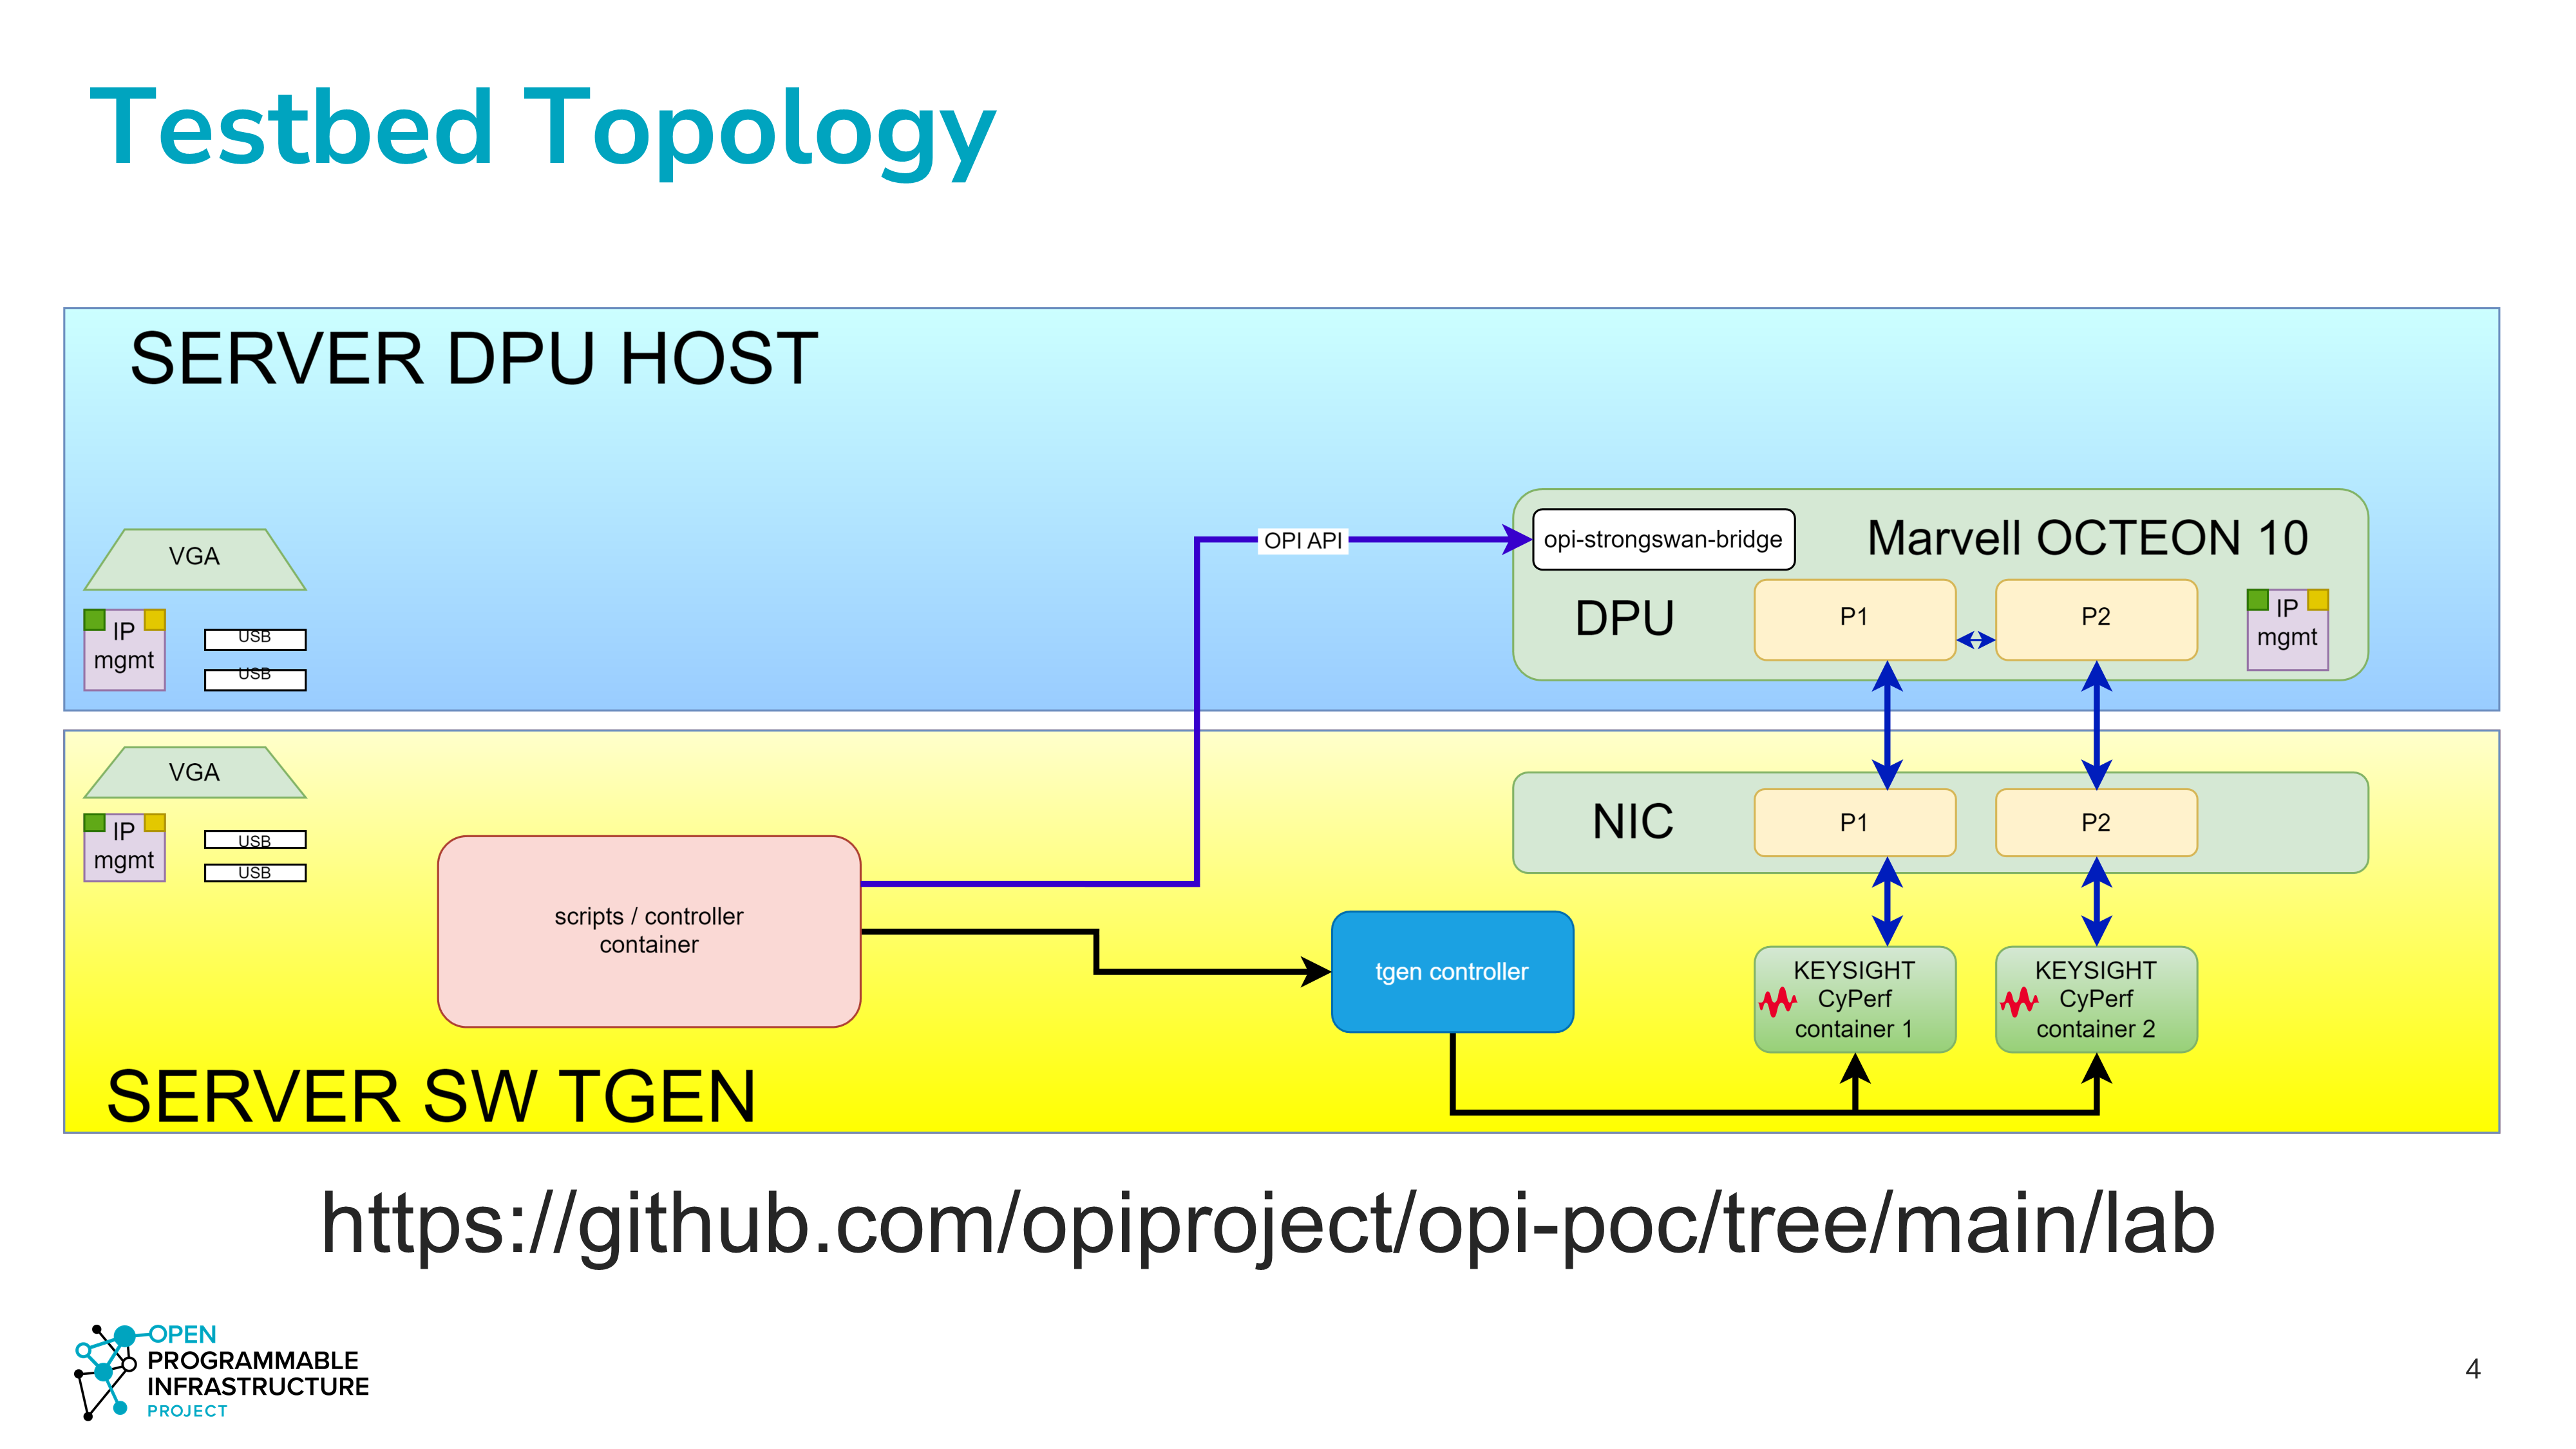 Testbed Topology
SERVER DPU HOST
VGA
IP
mgmt
USB
USB
OPI API
opi-strongswan-bridge
Marvell OCTEON 10
DPU
P1
P2
IP
mgmt
VGA
IP
mgmt
USB
USB
scripts / controller
container
tgen controller
NIC
P1
P2
KEYSIGHT
CyPerf
container 1
KEYSIGHT
CyPerf
container 2
SERVER SW TGEN
https://github.com/opiproject/opi-poc/tree/main/lab
OPEN
PROGRAMMABLE
INFRASTRUCTURE
PROJECT
4